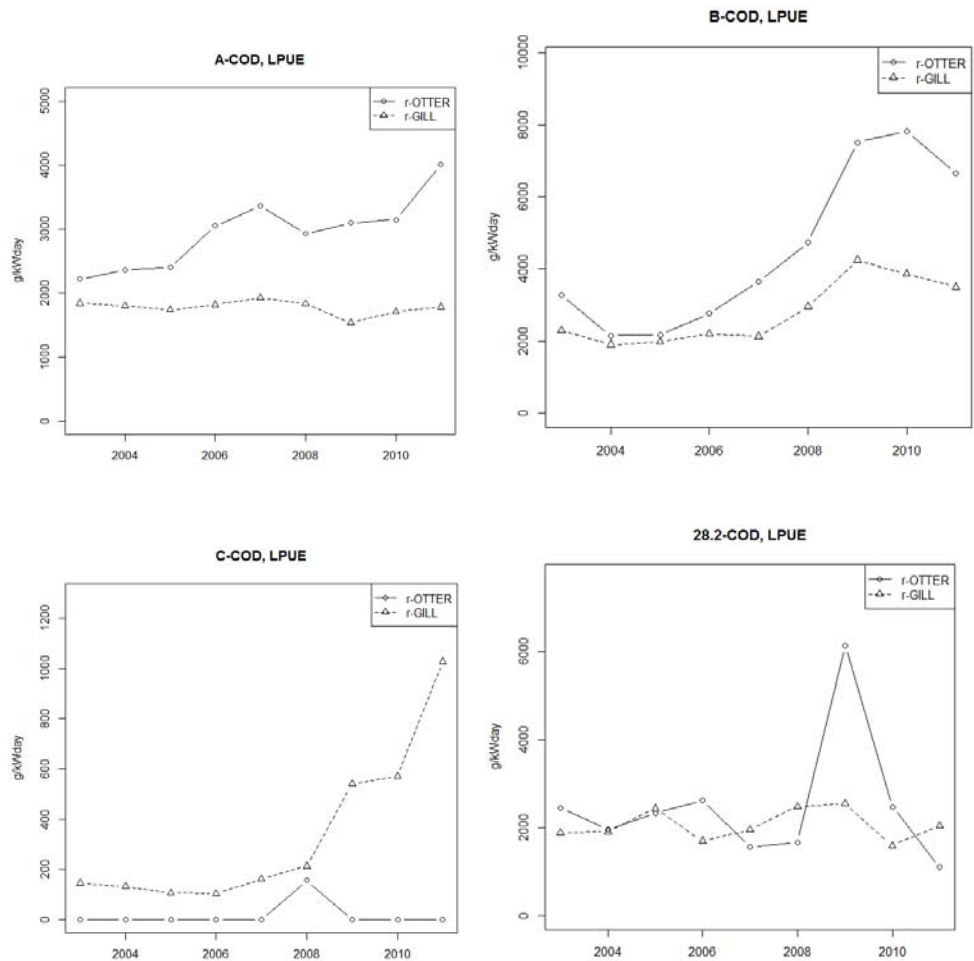 A-COD, LPUE
r-OTTER
r-GILL
g/kWday
5000
4000
3000
2000
1000
0
2004 2006 2008 2010
B-COD, LPUE
r-OTTER
r-GILL
g/kWday
10000
8000
6000
4000
2000
0
2004 2006 2008 2010
C-COD, LPUE
r-OTTER
r-GILL
g/kWday
1200
1000
800
600
400
200
0
2004 2006 2008 2010
28.2-COD, LPUE
r-OTTER
r-GILL
g/kWday
6000
4000
2000
0
2004 2006 2008 2010